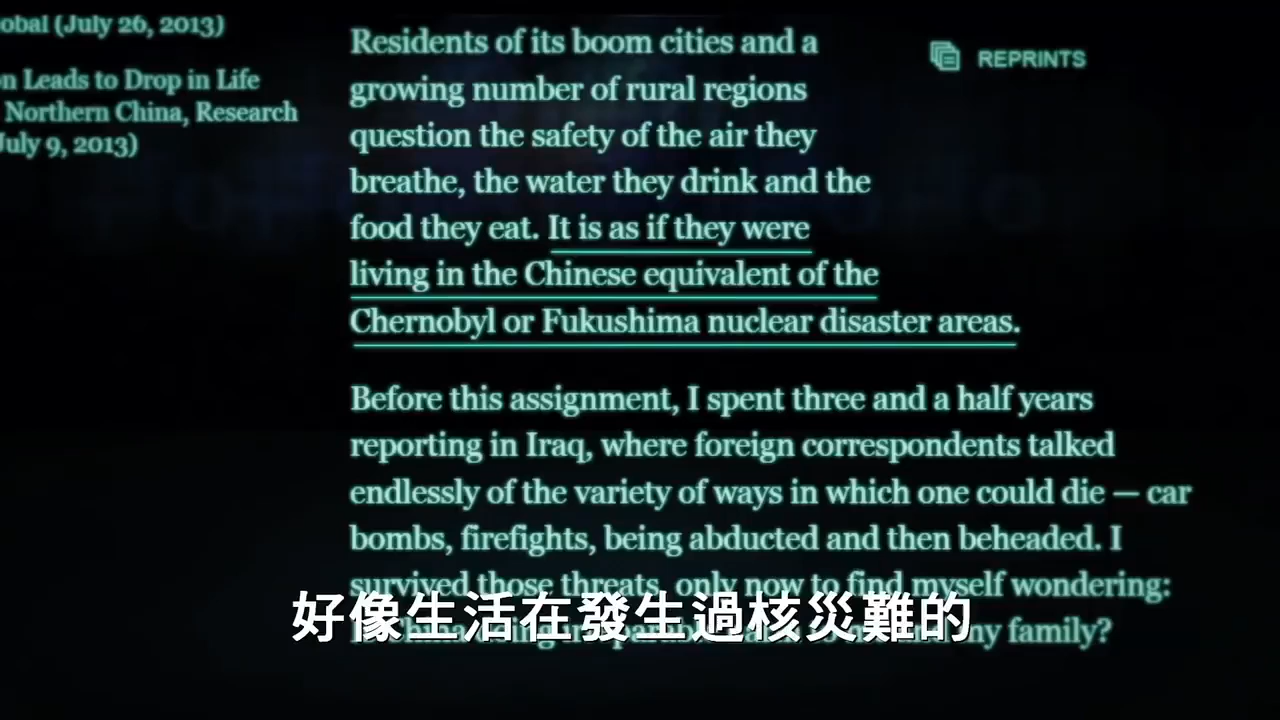 obal (July 26, 2013)
n Leads to Drop in Life
Northern China, Research
July 9, 2013)
Residents of its boom cities and a
growing number of rural regions
question the safety of the air they
breathe, the water they drink and the
food they eat. It is as if they were
living in the Chinese equivalent of the
Chernobyl or Fukushima nuclear disaster areas.
Before this assignment, I spent three and a half years
reporting in Iraq, where foreign correspondents talked
endlessly of the variety of ways in which one could die — car
bombs, firefights, being abducted and then beheaded. I
survived those threats, only now to find myself wondering:
my family?
REPRINTS
好像生活在發生過核災難的